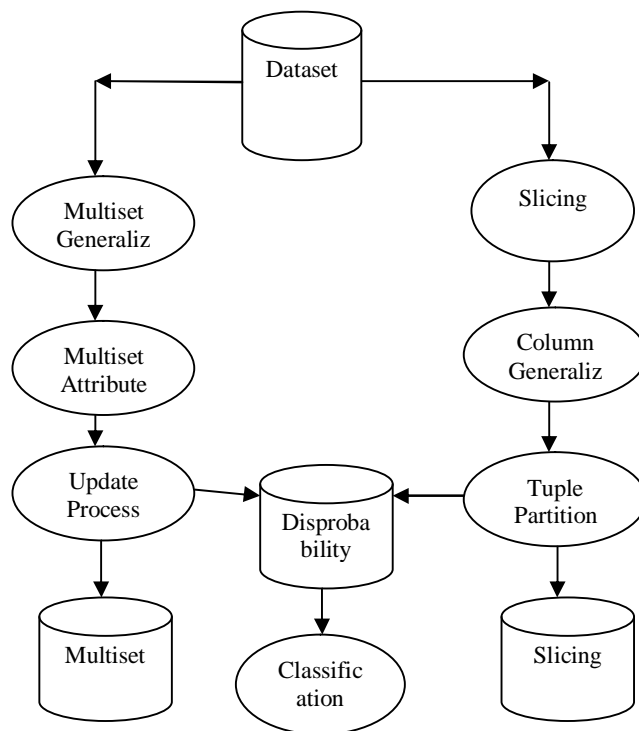 Dataset
Multiset
Generaliz
Slicing
Multiset
Attribute
Column
Generaliz
Update
Process
Disproba
bility
Tuple
Partition
Multiset
Classific
ation
Slicing